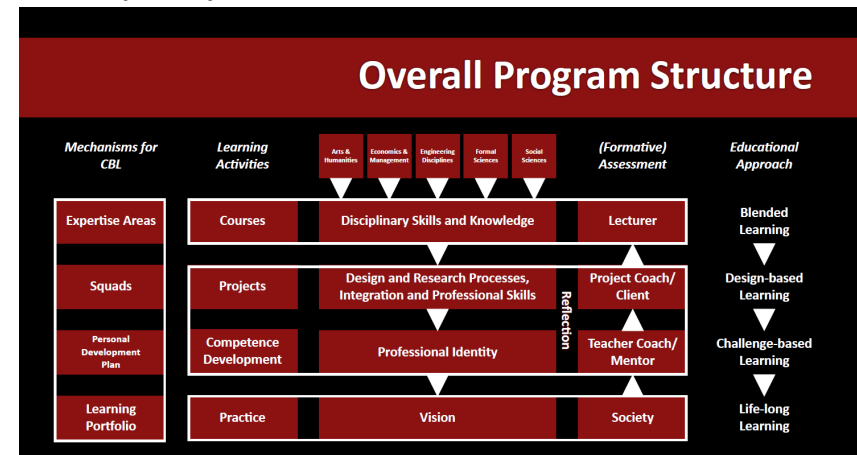 Overall Program Structure
Mechanisms for
CBL
Learning
Activities
Arts &
Humanities
Economics &
Management
Engineering
Disciplines
Formal
Sciences
Social
Sciences
(Formative)
Assessment
Educational
Approach
Expertise Areas
Courses
Disciplinary Skills and Knowledge
Lecturer
Blended
Learning
Squads
Projects
Design and Research Processes,
Integration and Professional Skills
Reflection
Project Coach/
Client
Design-based
Learning
Personal
Development
Plan
Competence
Development
Professional Identity
Teacher Coach/
Mentor
Challenge-based
Learning
Learning
Portfolio
Practice
Vision
Society
Life-long
Learning